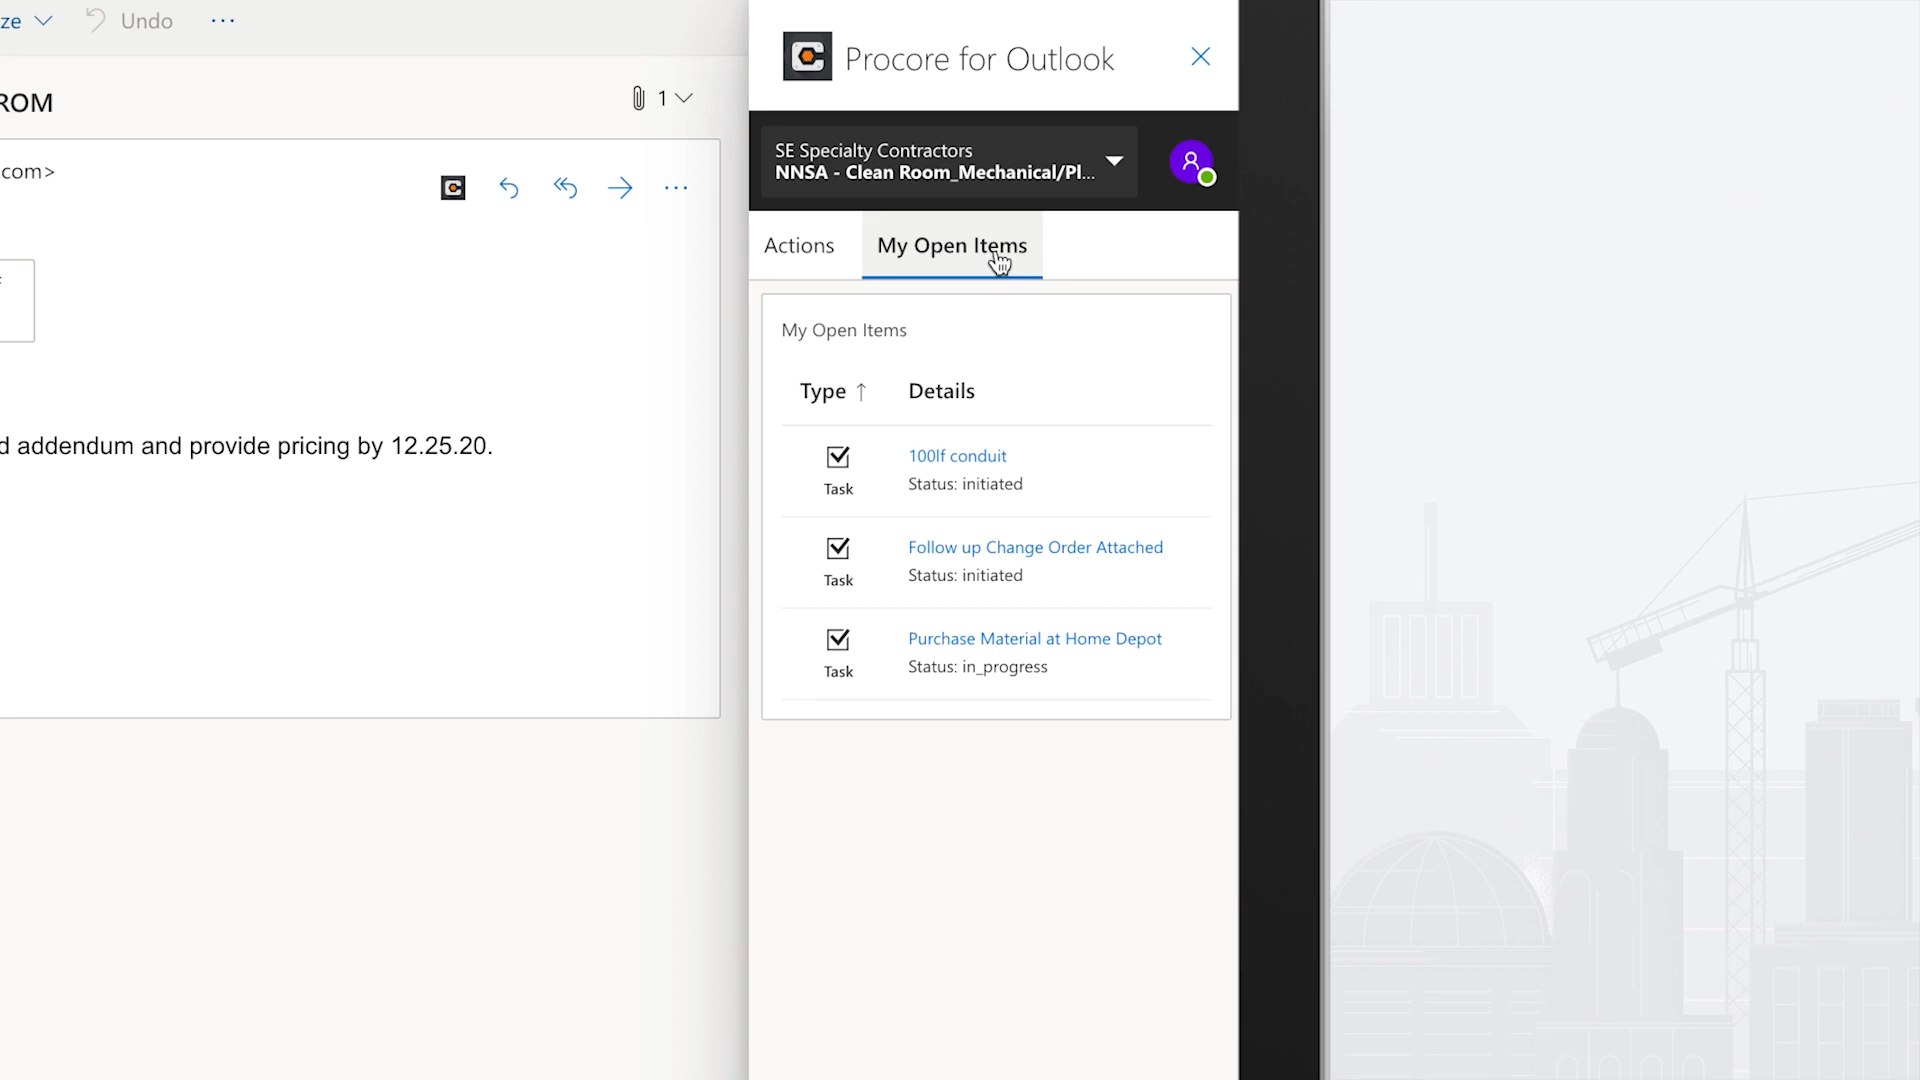 ze
Undo
ROM
1
com>
d addendum and provide pricing by 12.25.20.
Procore for Outlook
SE Specialty Contractors
NNSA - Clean Room_Mechanical/Pl...
Actions
My Open Items
My Open Items
Type ↑
Details
Task
100lf conduit
Status: initiated
Task
Follow up Change Order Attached
Status: initiated
Task
Purchase Material at Home Depot
Status: in_progress